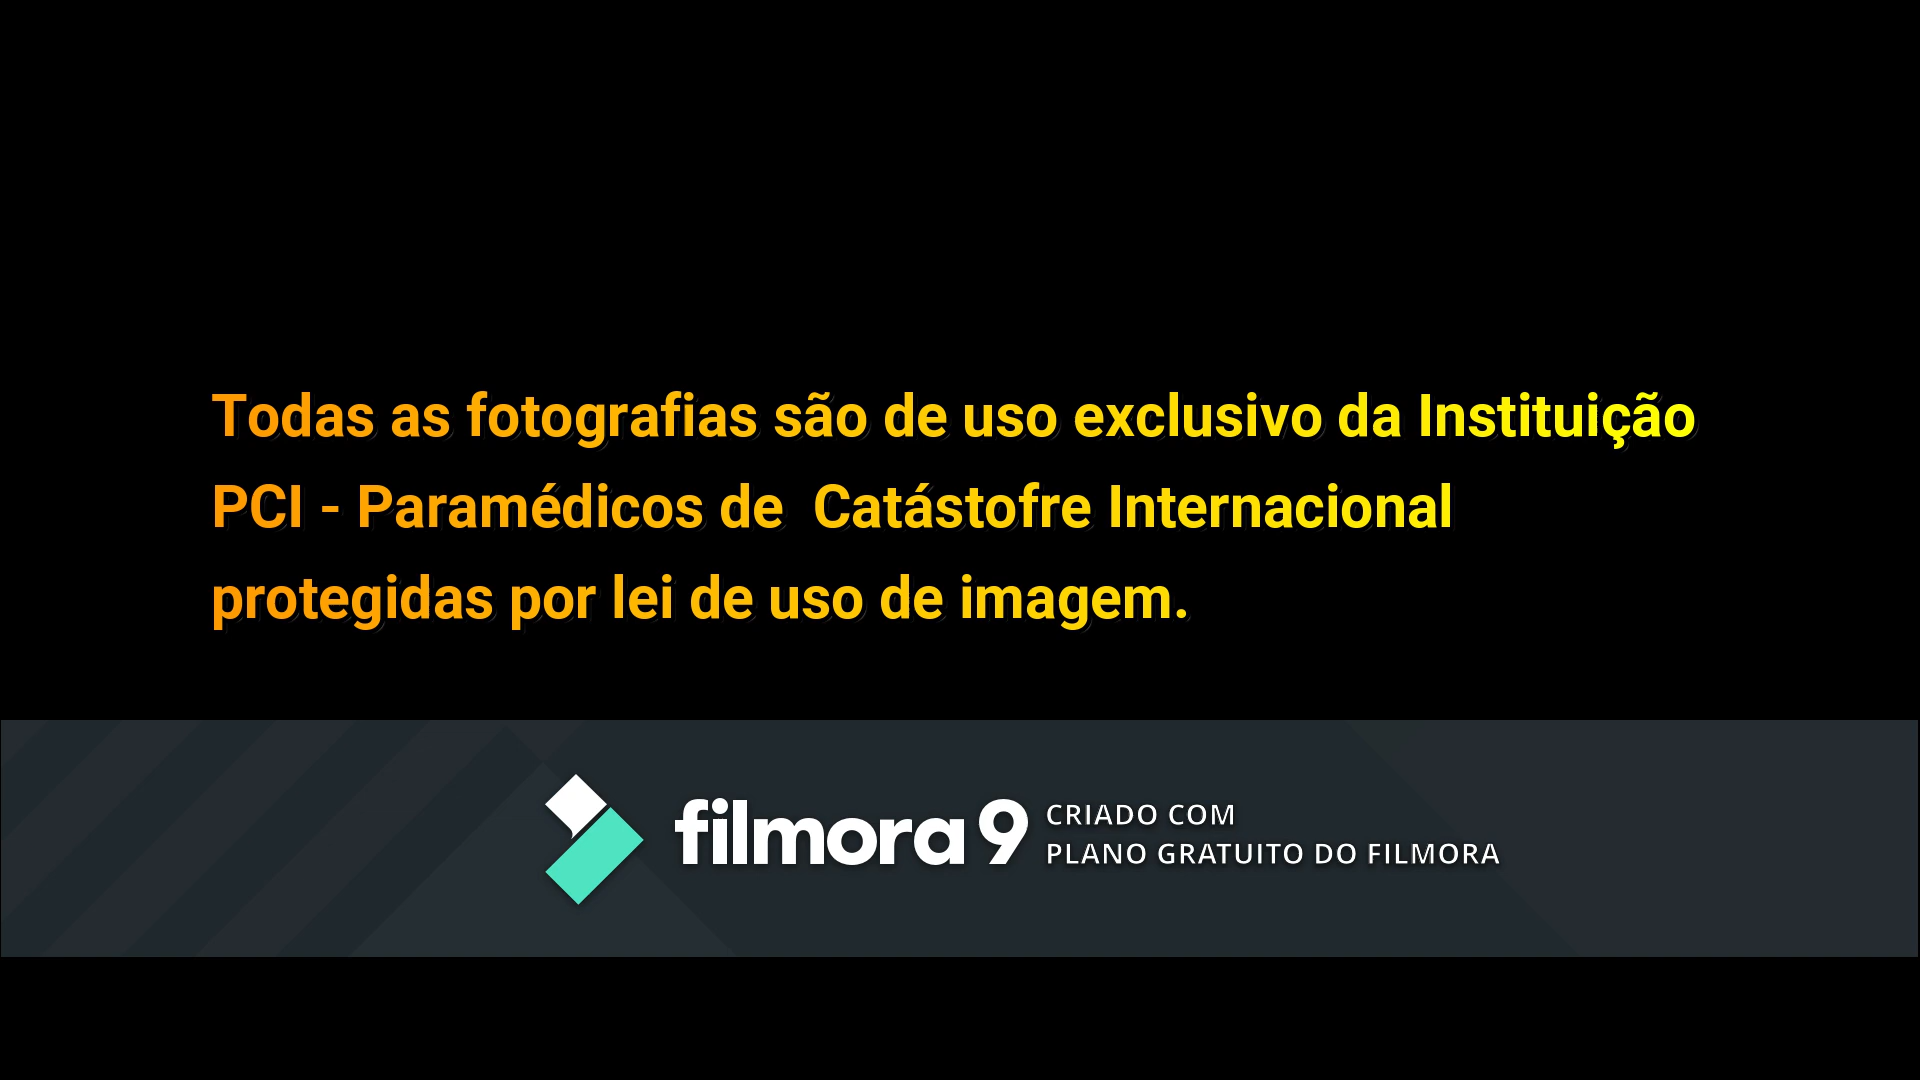 Todas as fotografias são de uso exclusivo da Instituição
PCI - Paramédicos de  Catástofre Internacional
protegidas por lei de uso de imagem.
filmora 9
CRIADO COM
PLANO GRATUITO DO FILMORA